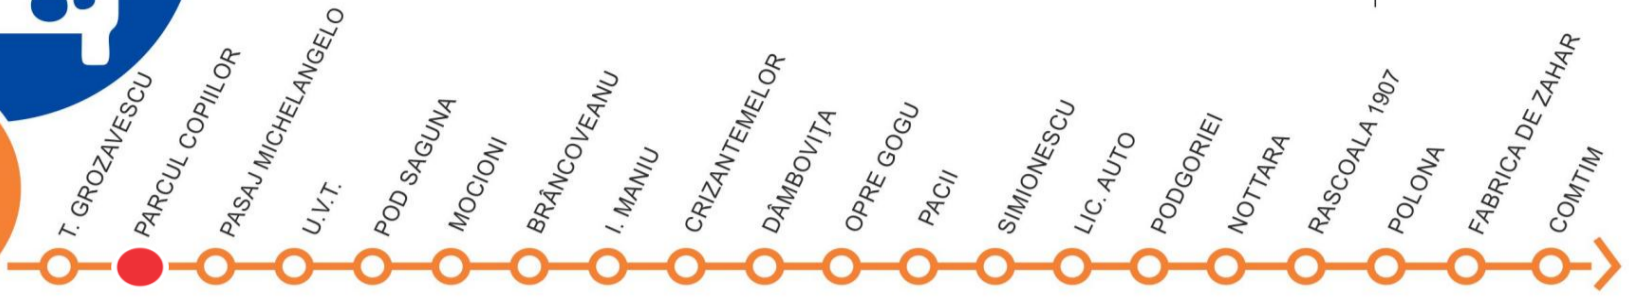 T. GROZAVESCU
PARCUL COPIILOR
PASAJ MICHELANGELO
U.V.T.
POD SAGUNA
MOCIONI
BRÂNCOVEANU
I. MANIU
CRIZANTEMELOR
DÂMBOVIȚA
OPRE GOGU
PACII
SIMIONESCU
LIC. AUTO
PODGORIEI
NOTTARA
RASCOALA 1907
POLONA
FABRICA DE ZAHAR
COMTIM